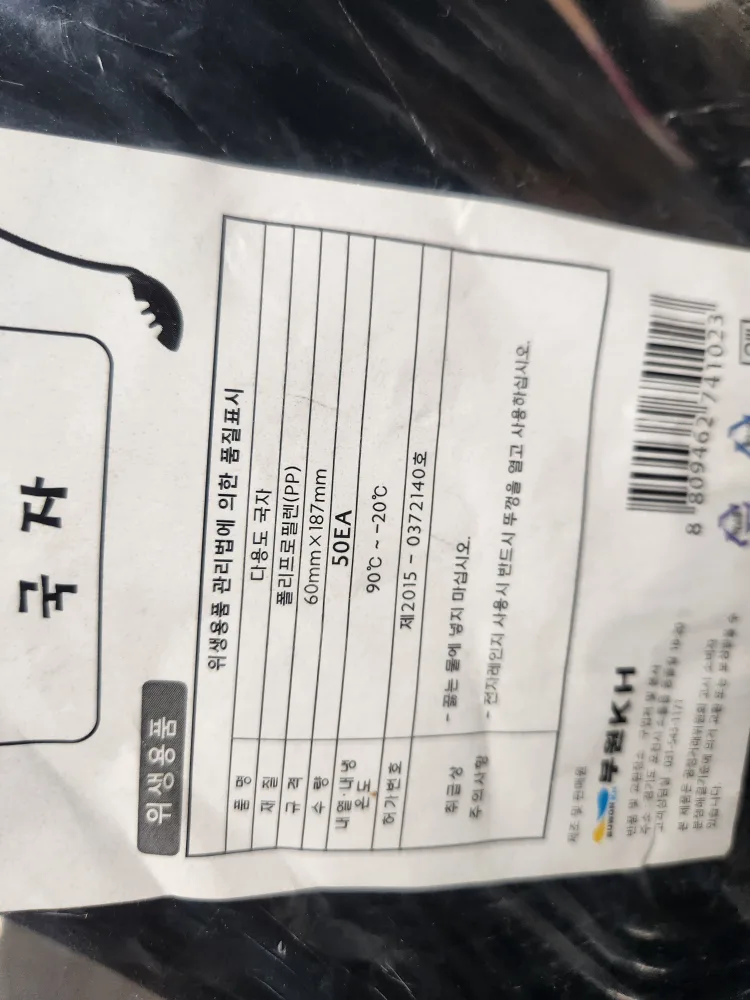 국 자
위생용품
위생용품 관리법에 의한 품질표시
품 명 다용도 국자
재 질 폴리프로필렌(PP)
규 격 60mm×187mm
수 량 50EA
내열·내냉 온도 90℃ ~ -20℃
허가번호 제2015 - 0372140호
취급상 주의사항
- 끓는 물에 넣지 마십시오.
- 전자레인지 사용시 반드시 뚜껑을 열고 사용하십시오.
제조 및 판매원
부원KH
8 809462 741023